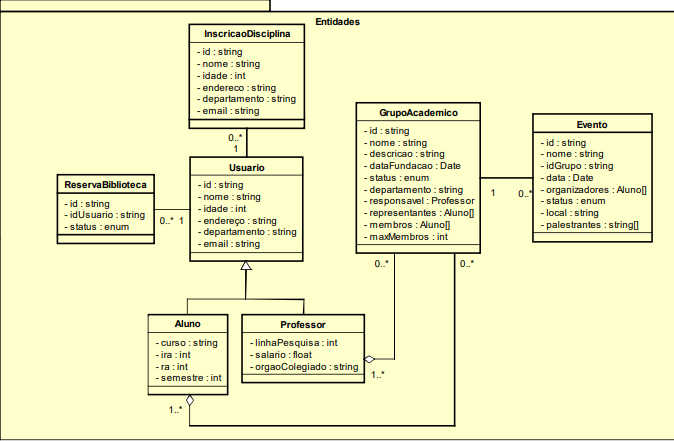 Entidades
InscricaoDisciplina
- id : string
- nome : string
- idade : int
- endereco : string
- departamento : string
- email : string
0..*
1
Usuario
- id : string
- nome : string
- idade : int
- endereço : string
- departamento : string
- email : string
ReservaBiblioteca
- id : string
- idUsuario : string
- status : enum
0..*
1
GrupoAcademico
- id : string
- nome : string
- descricao : string
- dataFundacao : Date
- status : enum
- departamento : string
- responsavel : Professor
- representantes : Aluno[]
- membros : Aluno[]
- maxMembros : int
1
0..*
Evento
- id : string
- nome : string
- idGrupo : string
- data : Date
- organizadores : Aluno[]
- status : enum
- local : string
- palestrantes : string[]
0..*
0..*
Aluno
- curso : string
- ira : int
- ra : int
- semestre : int
1..*
Professor
- linhaPesquisa : int
- salario : float
- orgaoColegiado : string
1..*